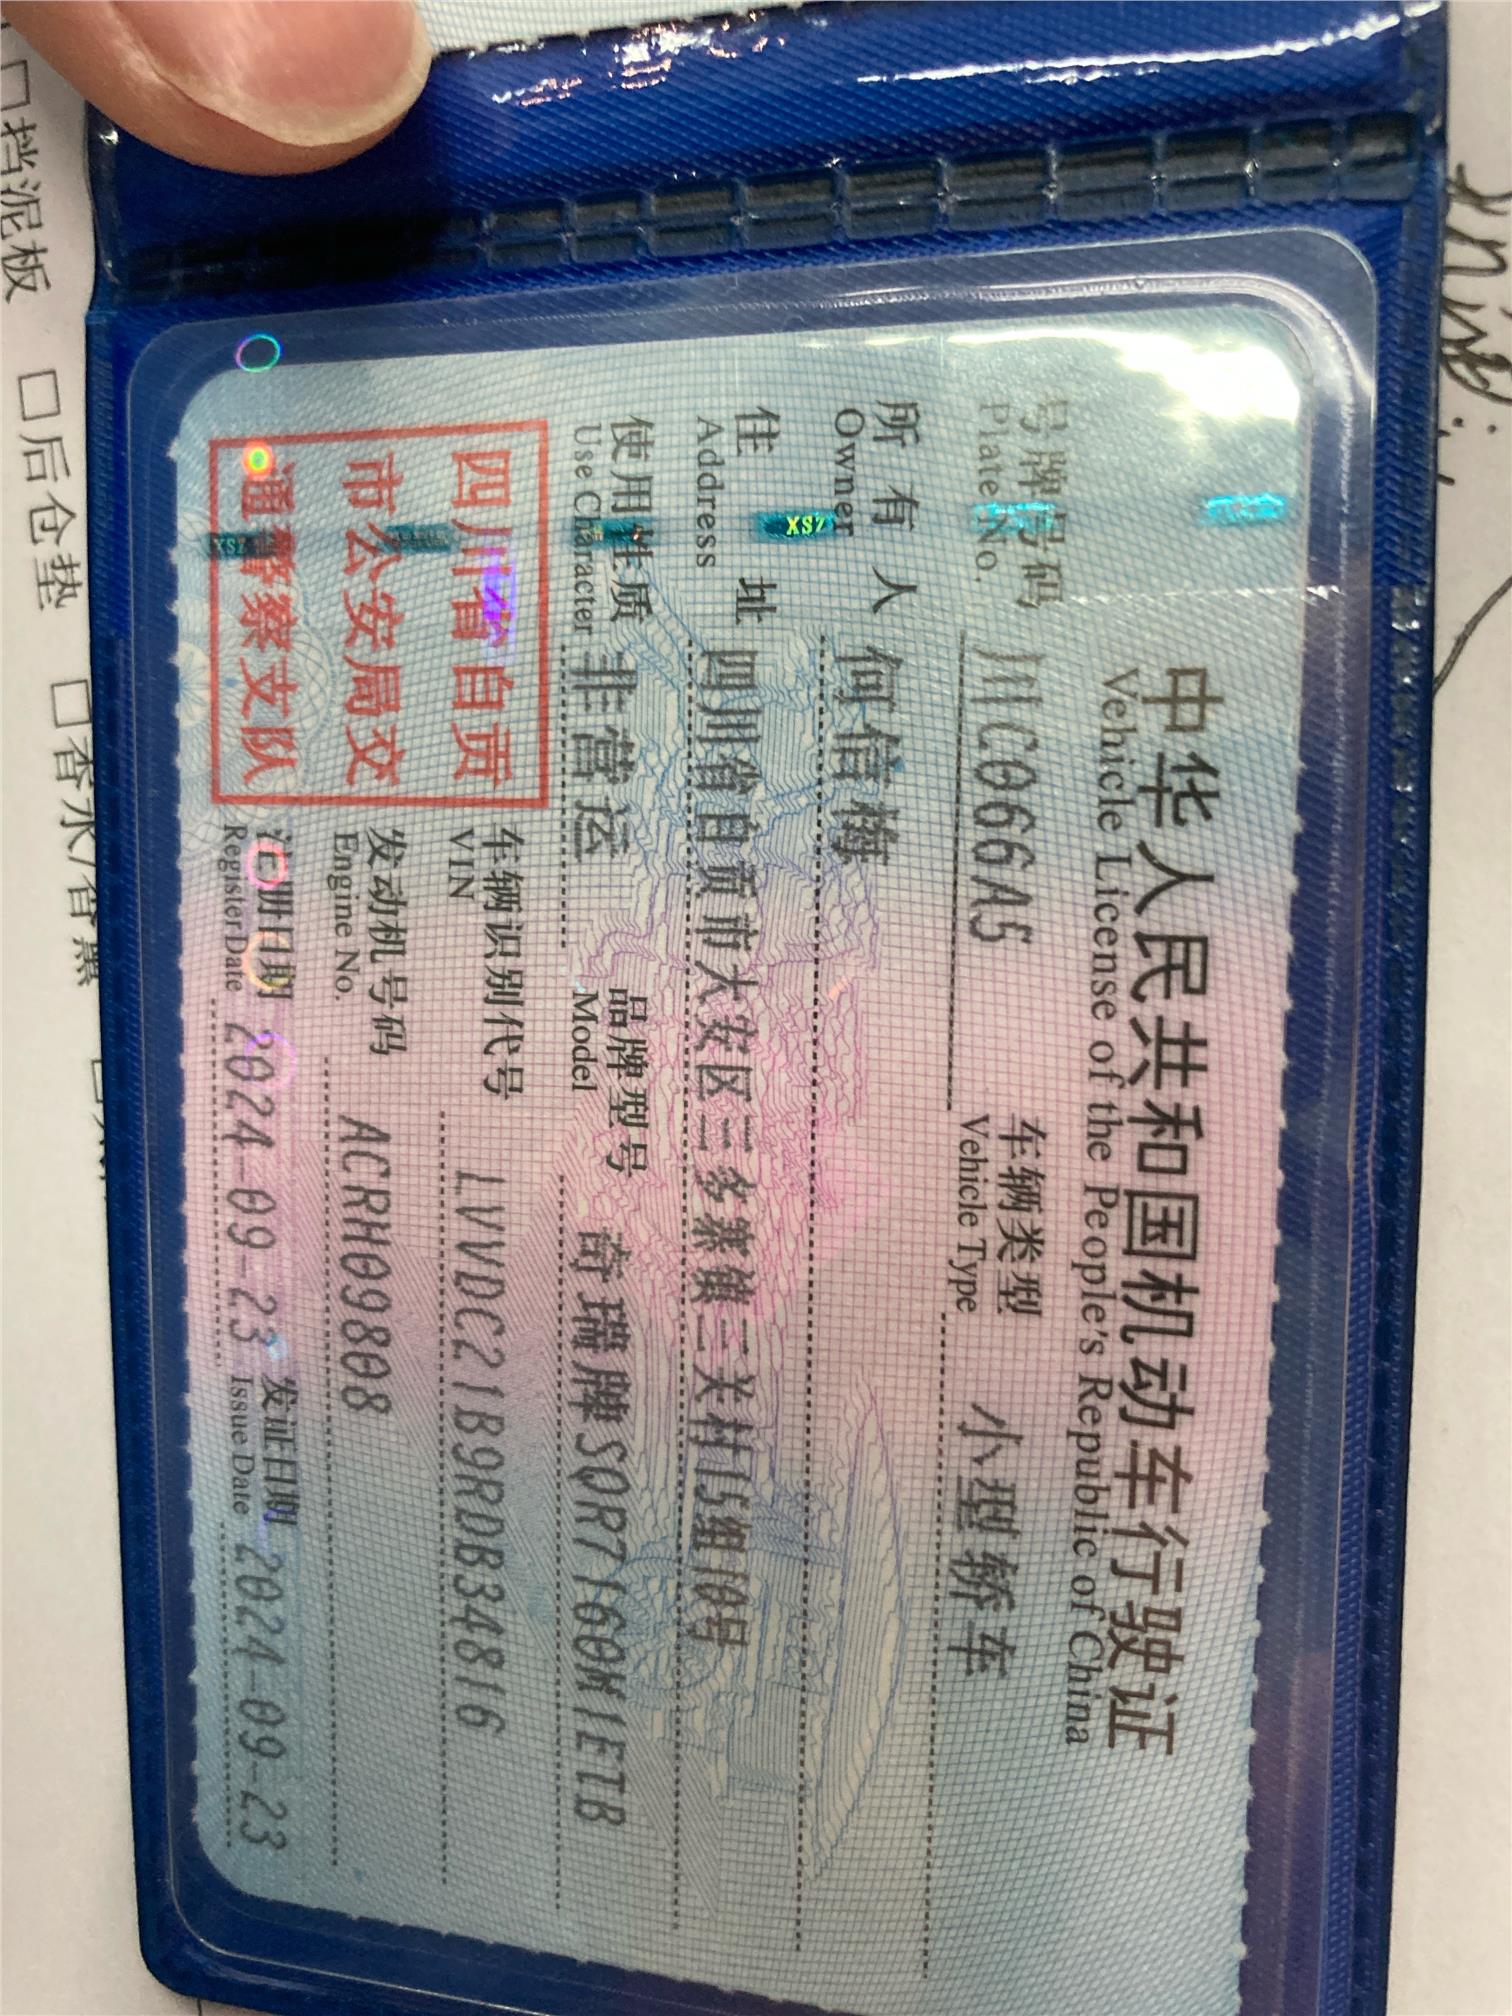 中华人民共和国机动车行驶证
Vehicle License of the People's Republic of China
号牌号码 川C066A5 车辆类型 小型轿车
Plate No. Vehicle Type
所有人 何信梅
Owner
住址 四川省自贡市大安区三多寨镇三关村15组10号
Address
使用性质 非营运 品牌型号 奇瑞牌SQR7160M1ETB
Use Character Model
四川省自贡
市公安局交
通警察支队
车辆识别代号 LVVDC21B9RDB34816
VIN
发动机号码 ACRH09808
Engine No.
注册日期 2024-09-23 发证日期 2024-09-23
Register Date Issue Date
□挡泥板 □后仓垫 □香水/香薰